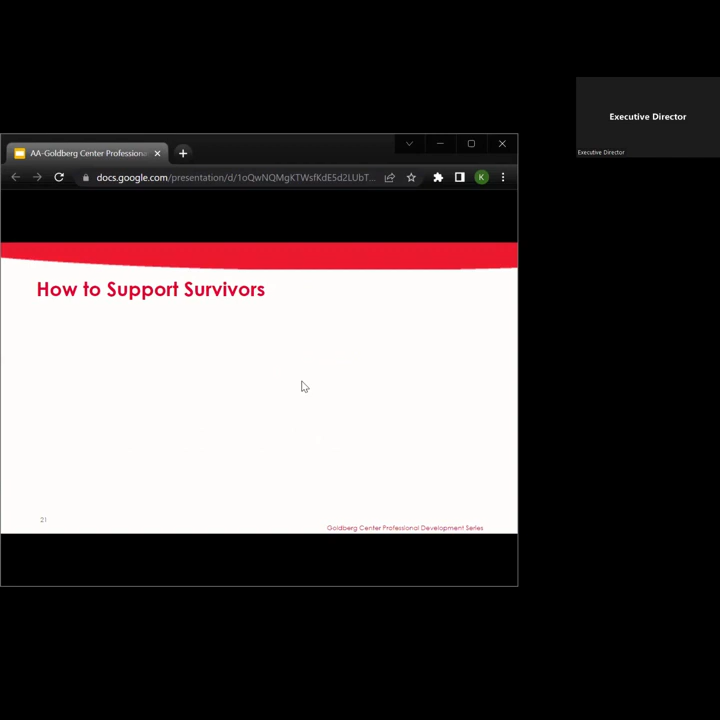 Executive Director
Executive Director
AA-Goldberg Center Professiona
docs.google.com/presentation/d/1oQwNQMgKTWsfKdE5d2LUbT...
K
How to Support Survivors
21
Goldberg Center Professional Development Series